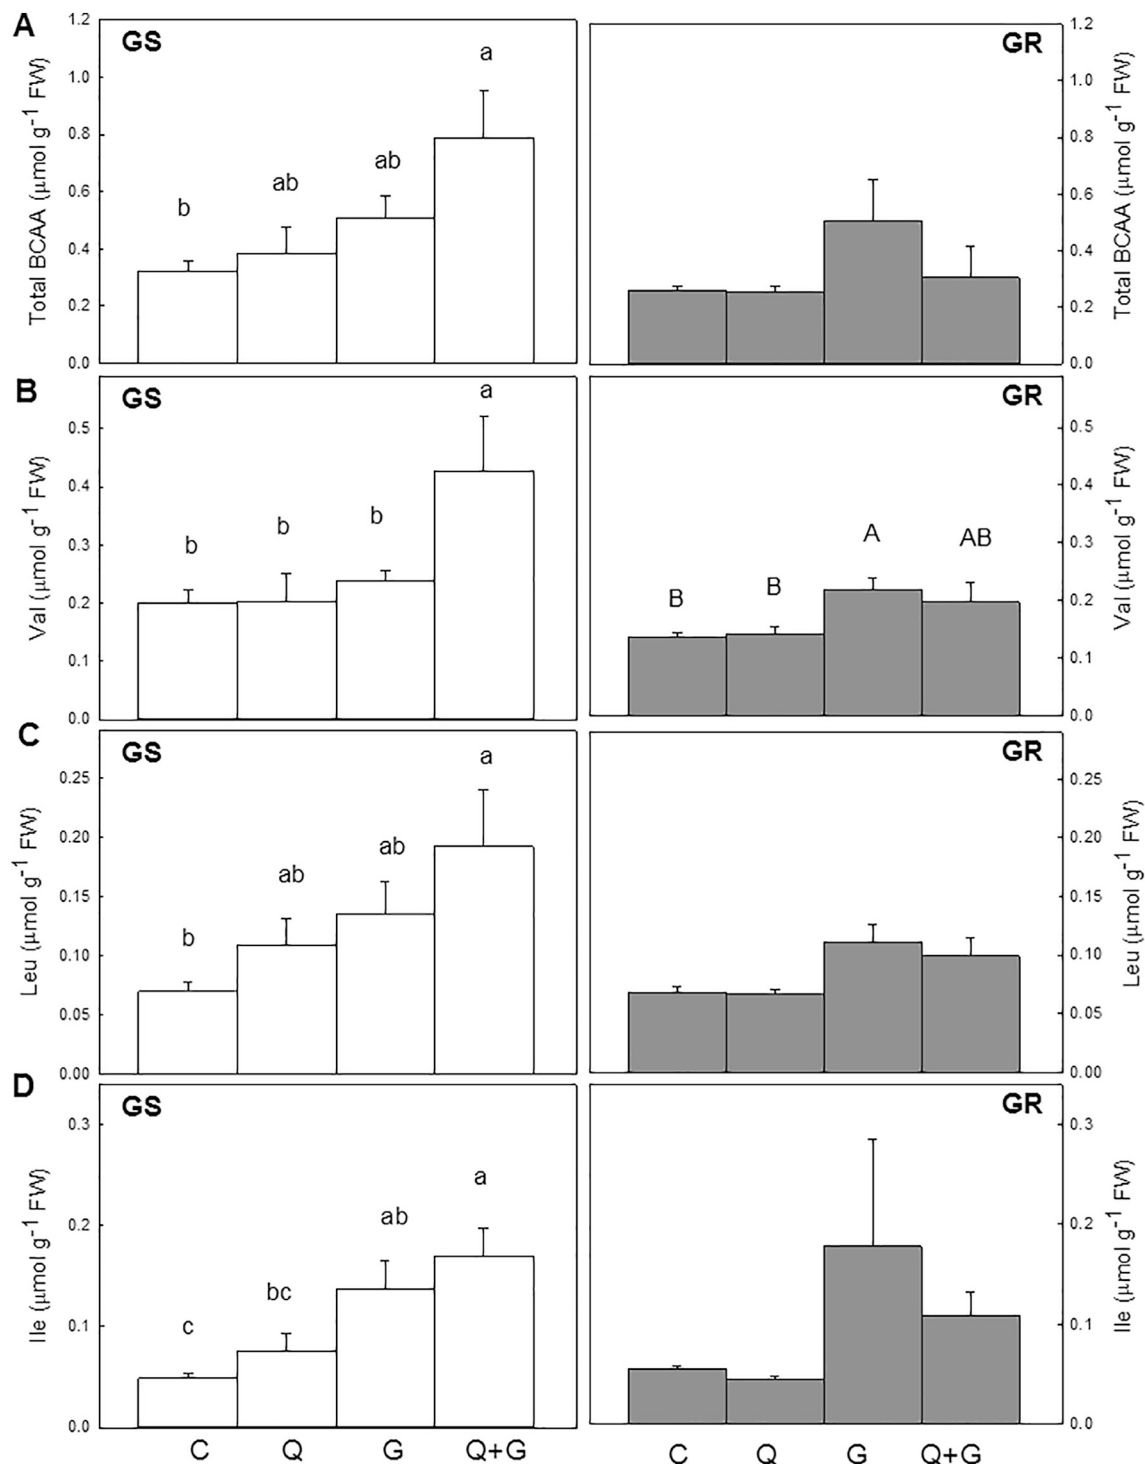 A
GS
GR
Total BCAA (μmol g⁻¹ FW)
1.2
1.0
0.8
0.6
0.4
0.2
0.0
b
ab
ab
a
1.2
1.0
0.8
0.6
0.4
0.2
0.0
Total BCAA (μmol g⁻¹ FW)
B
GS
GR
Val (μmol g⁻¹ FW)
0.5
0.4
0.3
0.2
0.1
0.0
b
b
b
a
B
B
A
AB
0.5
0.4
0.3
0.2
0.1
0.0
Val (μmol g⁻¹ FW)
C
GS
GR
Leu (μmol g⁻¹ FW)
0.25
0.20
0.15
0.10
0.05
0.00
b
ab
ab
a
0.25
0.20
0.15
0.10
0.05
0.00
Leu (μmol g⁻¹ FW)
D
GS
GR
Ile (μmol g⁻¹ FW)
0.3
0.2
0.1
0.0
c
bc
ab
a
0.3
0.2
0.1
0.0
Ile (μmol g⁻¹ FW)
C Q G Q+G
C Q G Q+G